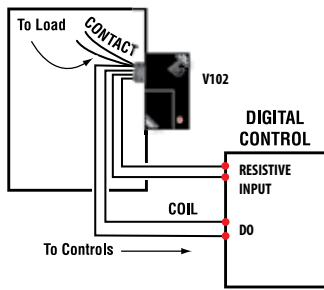 To Load
CONTACT
V102
DIGITAL
CONTROL
RESISTIVE
INPUT
COIL
DO
To Controls